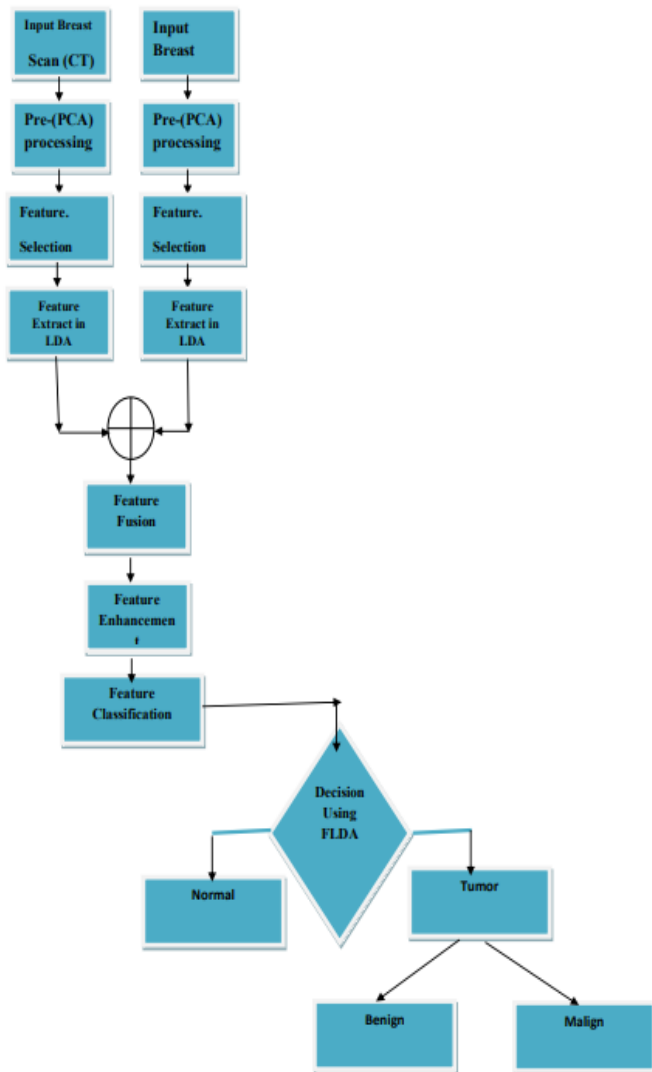 Input Breast
Scan (CT)
Input
Breast
Pre-(PCA)
processing
Pre-(PCA)
processing
Feature.
Selection
Feature.
Selection
Feature
Extract in
LDA
Feature
Extract in
LDA
Feature
Fusion
Feature
Enhancemen
t
Feature
Classification
Decision
Using
FLDA
Normal
Tumor
Benign
Malign